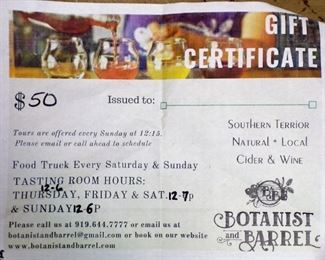 GIFT
CERTIFICATE
$50
Issued to:
Tours are offered every Sunday at 12:15.
Please email or call ahead to schedule
Southern Terrior
Natural * Local
Cider & Wine
Food Truck Every Saturday & Sunday
TASTING ROOM HOURS:
12-6
THURSDAY, FRIDAY & SAT. 12-7p
& SUNDAY 12-6P
BOTANIST
and BARREL
Please call us at 919.644.7777 or email us at
botanistandbarrel@gmail.com or book on our website
www.botanistandbarrel.com